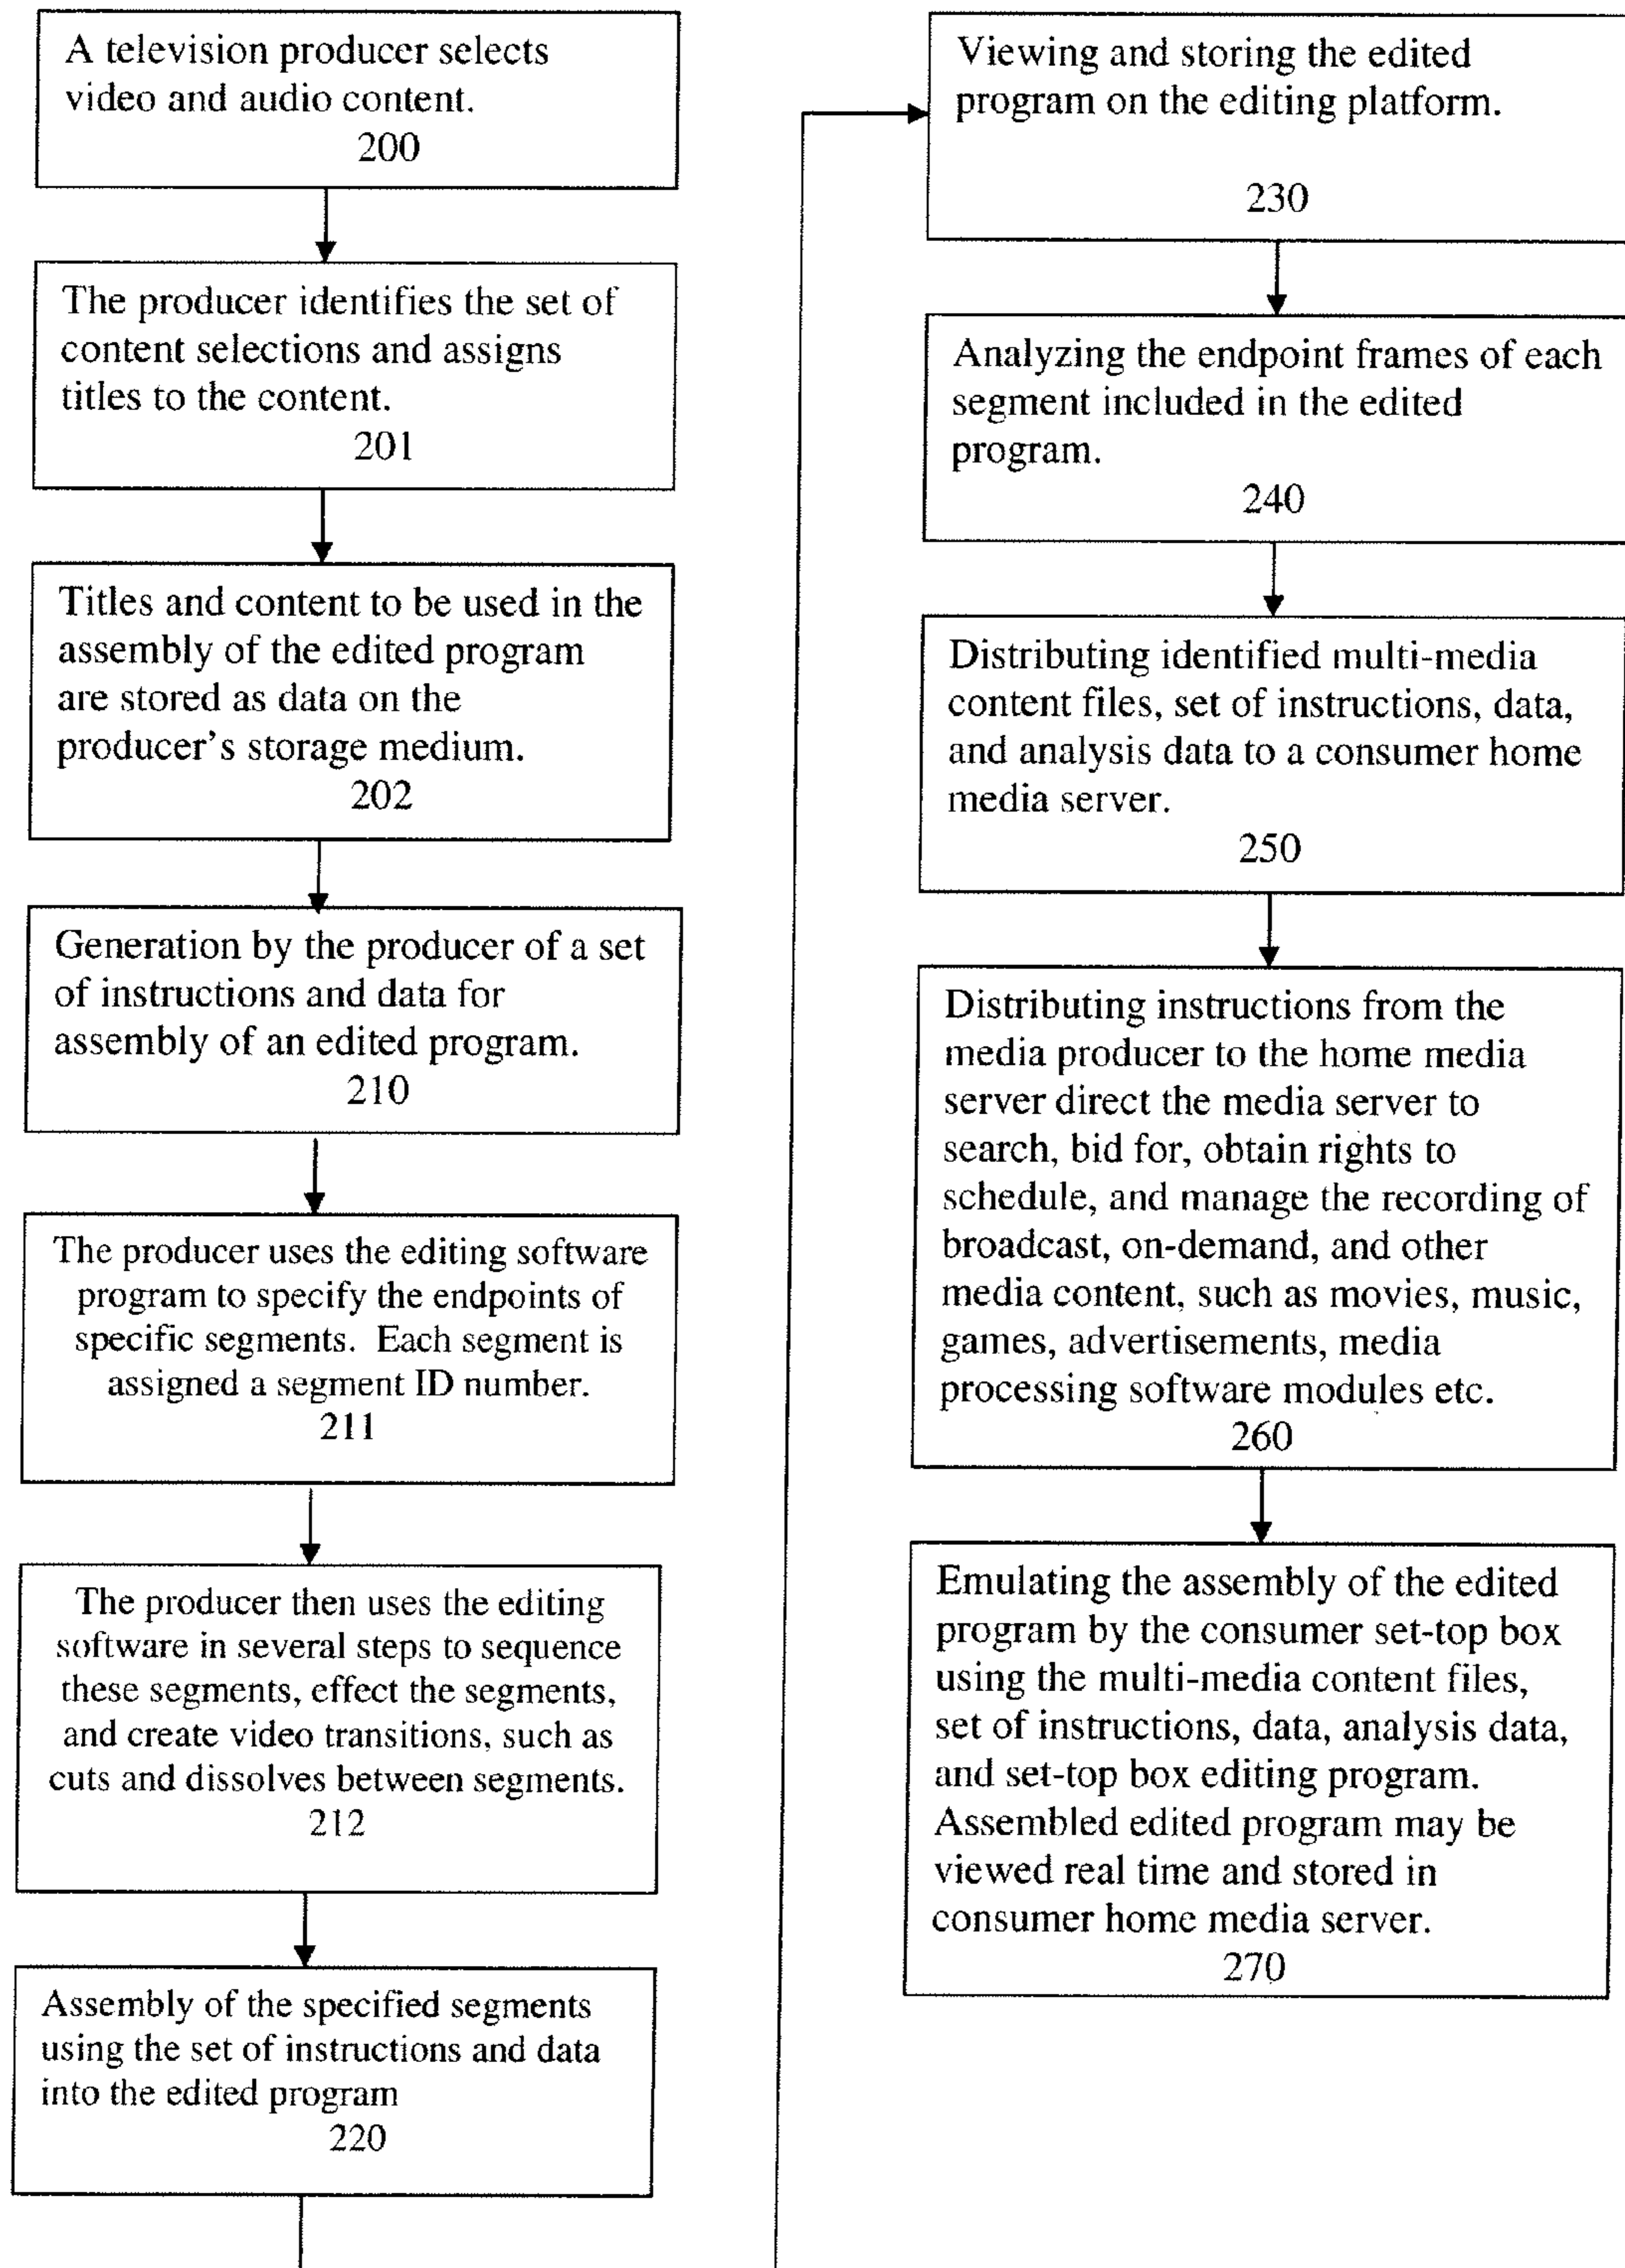 A television producer selects
video and audio content.
200
The producer identifies the set of
content selections and assigns
titles to the content.
201
Titles and content to be used in the
assembly of the edited program
are stored as data on the
producer's storage medium.
202
Generation by the producer of a set
of instructions and data for
assembly of an edited program.
210
The producer uses the editing software
program to specify the endpoints of
specific segments. Each segment is
assigned a segment ID number.
211
The producer then uses the editing
software in several steps to sequence
these segments, effect the segments,
and create video transitions, such as
cuts and dissolves between segments.
212
Assembly of the specified segments
using the set of instructions and data
into the edited program
220
Viewing and storing the edited
program on the editing platform.
230
Analyzing the endpoint frames of each
segment included in the edited
program.
240
Distributing identified multi-media
content files, set of instructions, data,
and analysis data to a consumer home
media server.
250
Distributing instructions from the
media producer to the home media
server direct the media server to
search, bid for, obtain rights to
schedule, and manage the recording of
broadcast, on-demand, and other
media content, such as movies, music,
games, advertisements, media
processing software modules etc.
260
Emulating the assembly of the edited
program by the consumer set-top box
using the multi-media content files,
set of instructions, data, analysis data,
and set-top box editing program.
Assembled edited program may be
viewed real time and stored in
consumer home media server.
270